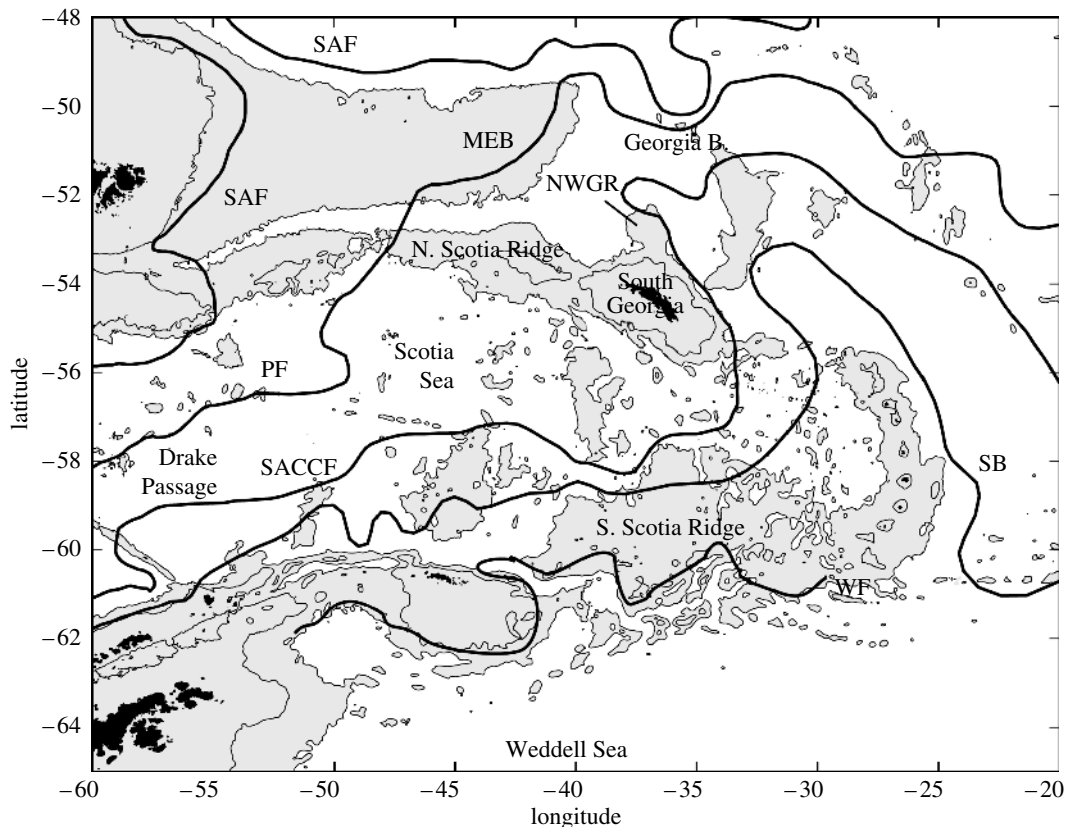 −48
SAF
−50
MEB
Georgia B.
NWGR
−52
SAF
N. Scotia Ridge
−54
South
Georgia
Scotia
Sea
PF
−56
latitude
−58
Drake
Passage
SACCF
SB
S. Scotia Ridge
−60
WF
−62
−64
Weddell Sea
−60 −55 −50 −45 −40 −35 −30 −25 −20
longitude